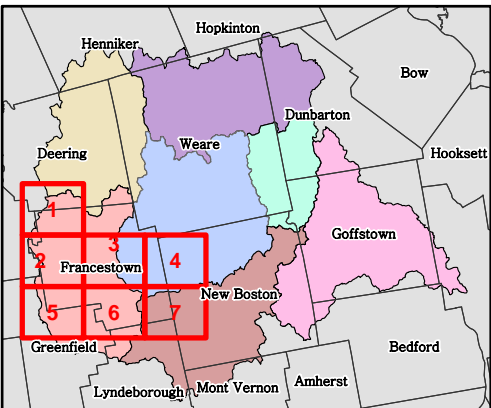 Hopkinton
Henniker
Bow
Dunbarton
Weare
Hooksett
Deering
1
Goffstown
3
2
Francestown
4
New Boston
5
6
7
Greenfield
Bedford
Amherst
Mont Vernon
Lyndeborough